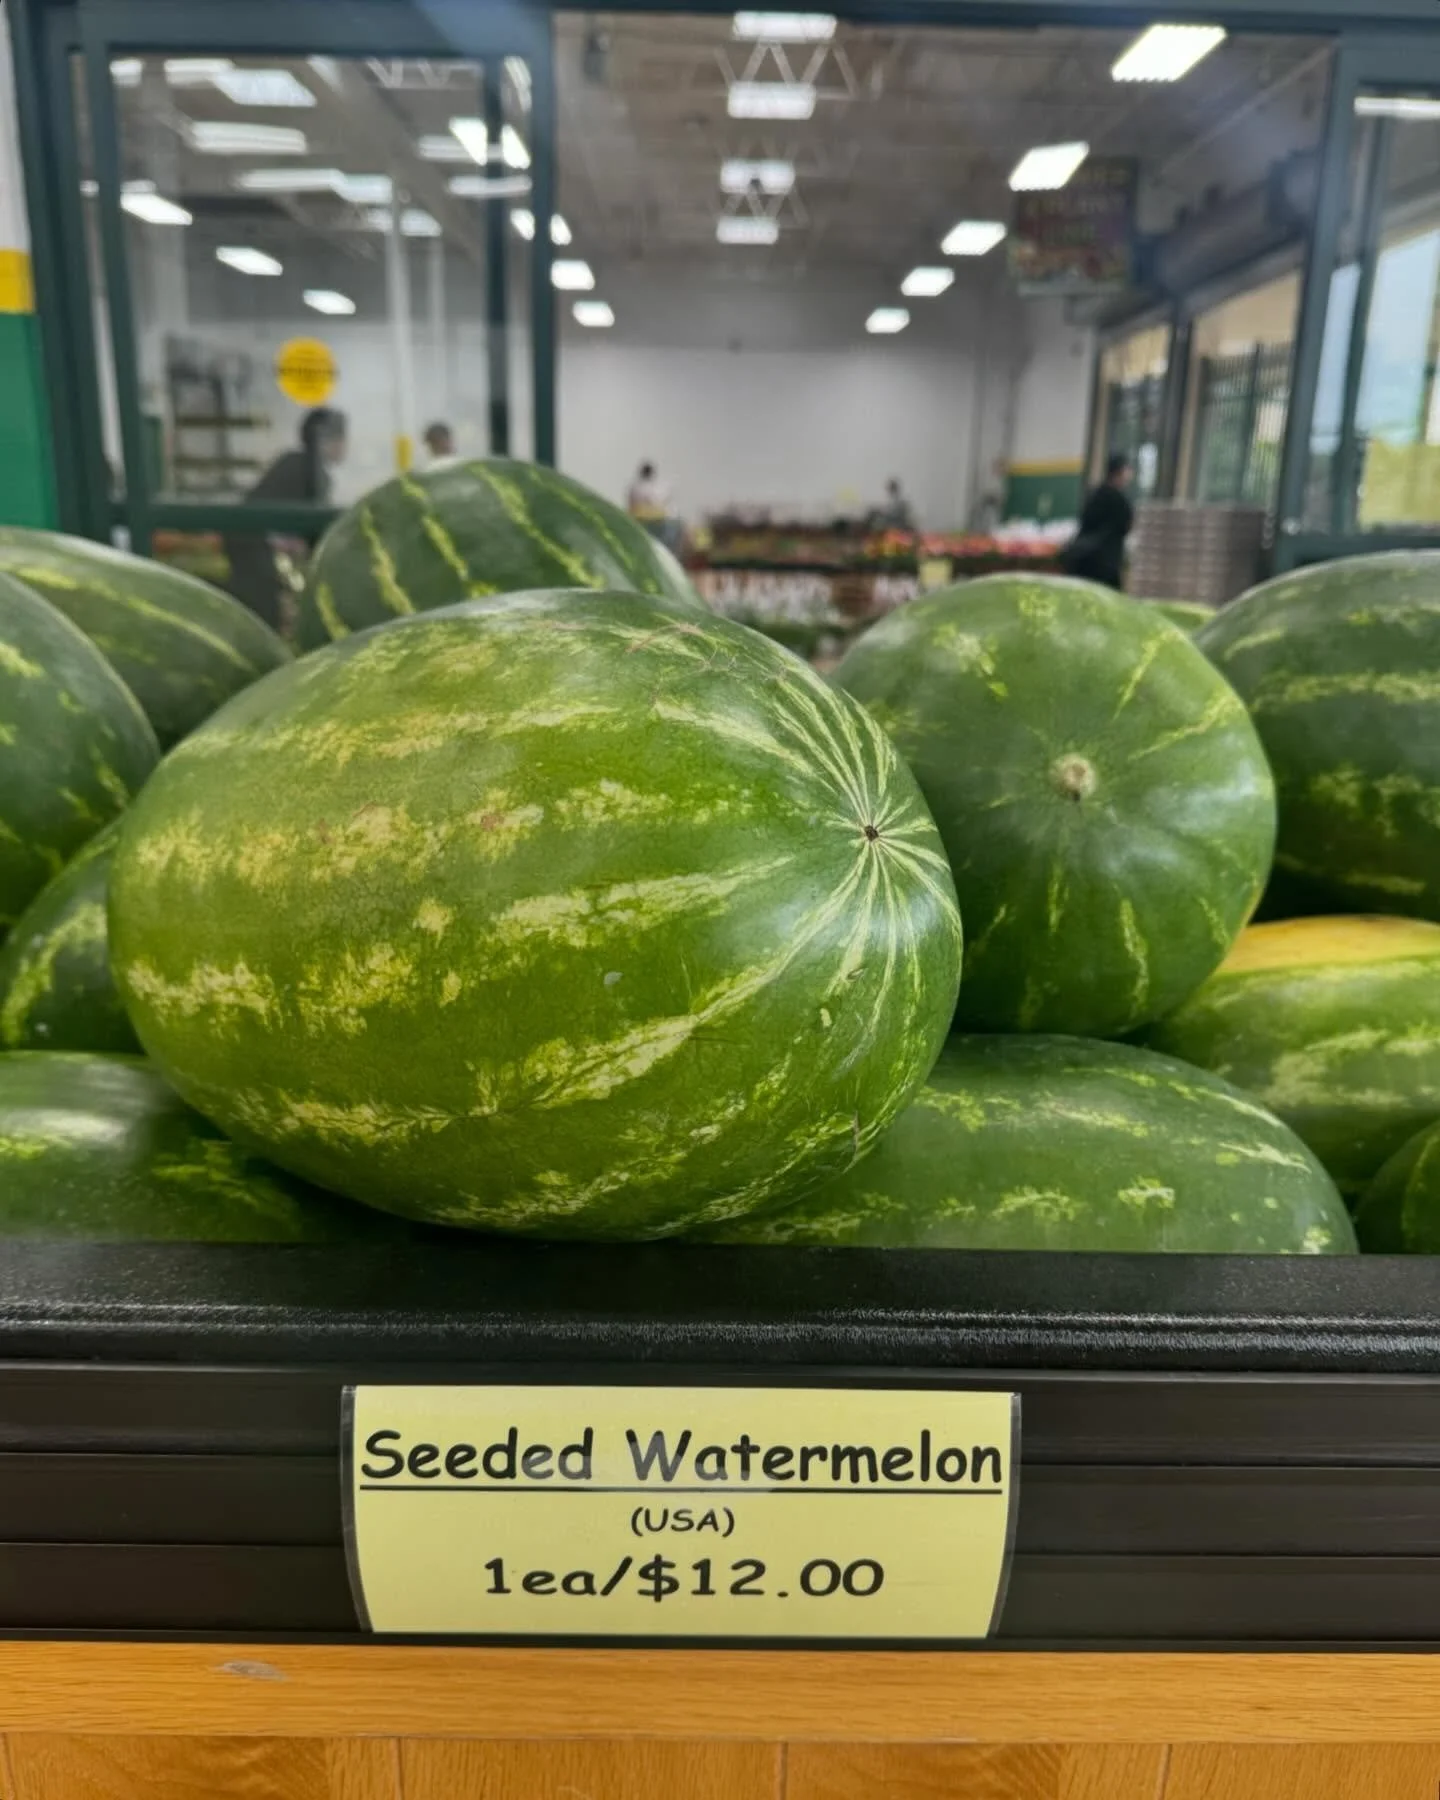 Seeded Watermelon
(USA)
1ea/$12.00